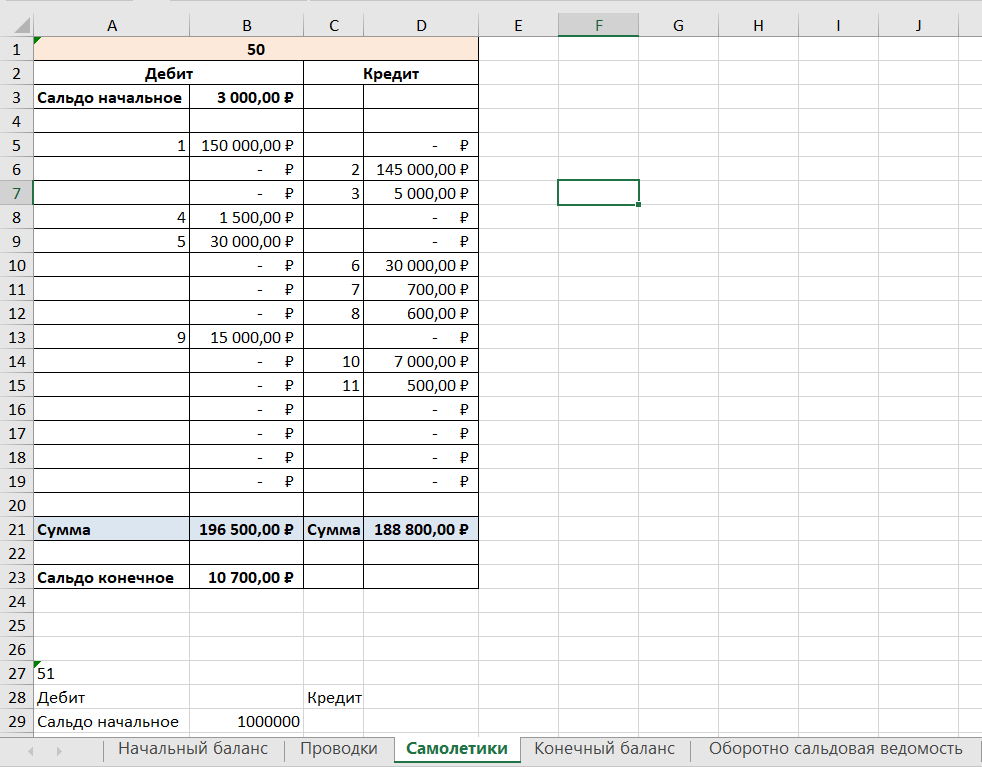 A B C D E F G H I J
1 50
2 Дебит Кредит
3 Сальдо начальное 3 000,00 ₽
4
5 1 150 000,00 ₽ - ₽
6 - ₽ 2 145 000,00 ₽
7 - ₽ 3 5 000,00 ₽
8 4 1 500,00 ₽ - ₽
9 5 30 000,00 ₽ - ₽
10 - ₽ 6 30 000,00 ₽
11 - ₽ 7 700,00 ₽
12 - ₽ 8 600,00 ₽
13 9 15 000,00 ₽ - ₽
14 - ₽ 10 7 000,00 ₽
15 - ₽ 11 500,00 ₽
16 - ₽ - ₽
17 - ₽ - ₽
18 - ₽ - ₽
19 - ₽ - ₽
20
21 Сумма 196 500,00 ₽ Сумма 188 800,00 ₽
22
23 Сальдо конечное 10 700,00 ₽
24
25
26
27 51
28 Дебит Кредит
29 Сальдо начальное 1000000
Начальный баланс Проводки Самолетики Конечный баланс Оборотно сальдовая ведомость